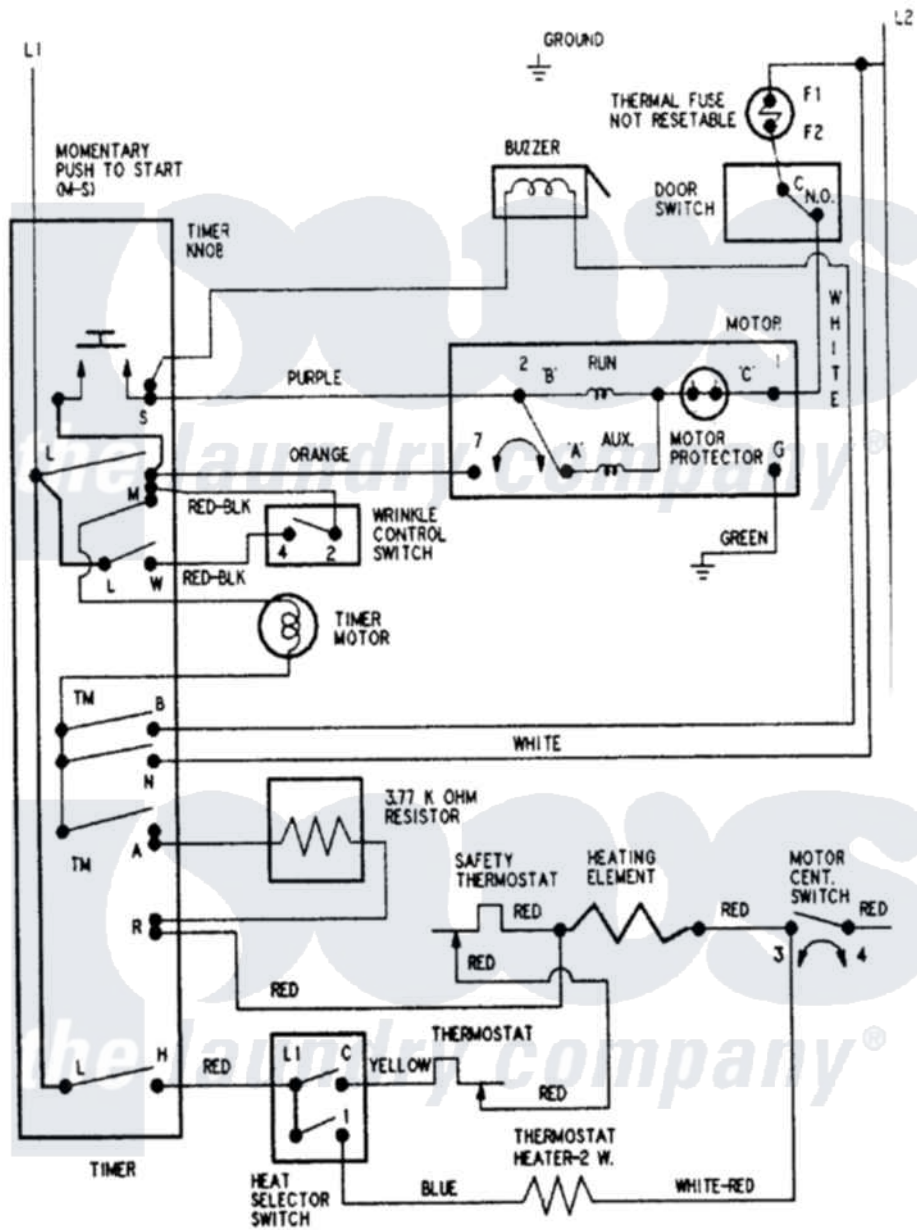 L1
L2
GROUND
THERMAL FUSE
NOT RESETABLE
F1
F2
BUZZER
MOMENTARY
PUSH TO START
(M-S)
DOOR
SWITCH
C
N.O.
TIMER
KNOB
WHITE
MOTOR
PURPLE
2
'B'
RUN
'C'
1
S
the laundry company®
L
ORANGE
7
'A'
AUX.
MOTOR
PROTECTOR
G
M
RED-BLK
WRINKLE
CONTROL
SWITCH
4
2
GREEN
L
W
RED-BLK
TIMER
MOTOR
TM
B
WHITE
N
3.77 K OHM
RESISTOR
TM
A
SAFETY
THERMOSTAT
HEATING
ELEMENT
MOTOR
CENT.
SWITCH
RED
RED
RED
R
3
4
RED
RED
the laundry company®
L
H
RED
L1
C
YELLOW
THERMOSTAT
RED
1
THERMOSTAT
HEATER-2 W.
TIMER
HEAT
SELECTOR
SWITCH
BLUE
WHITE-RED